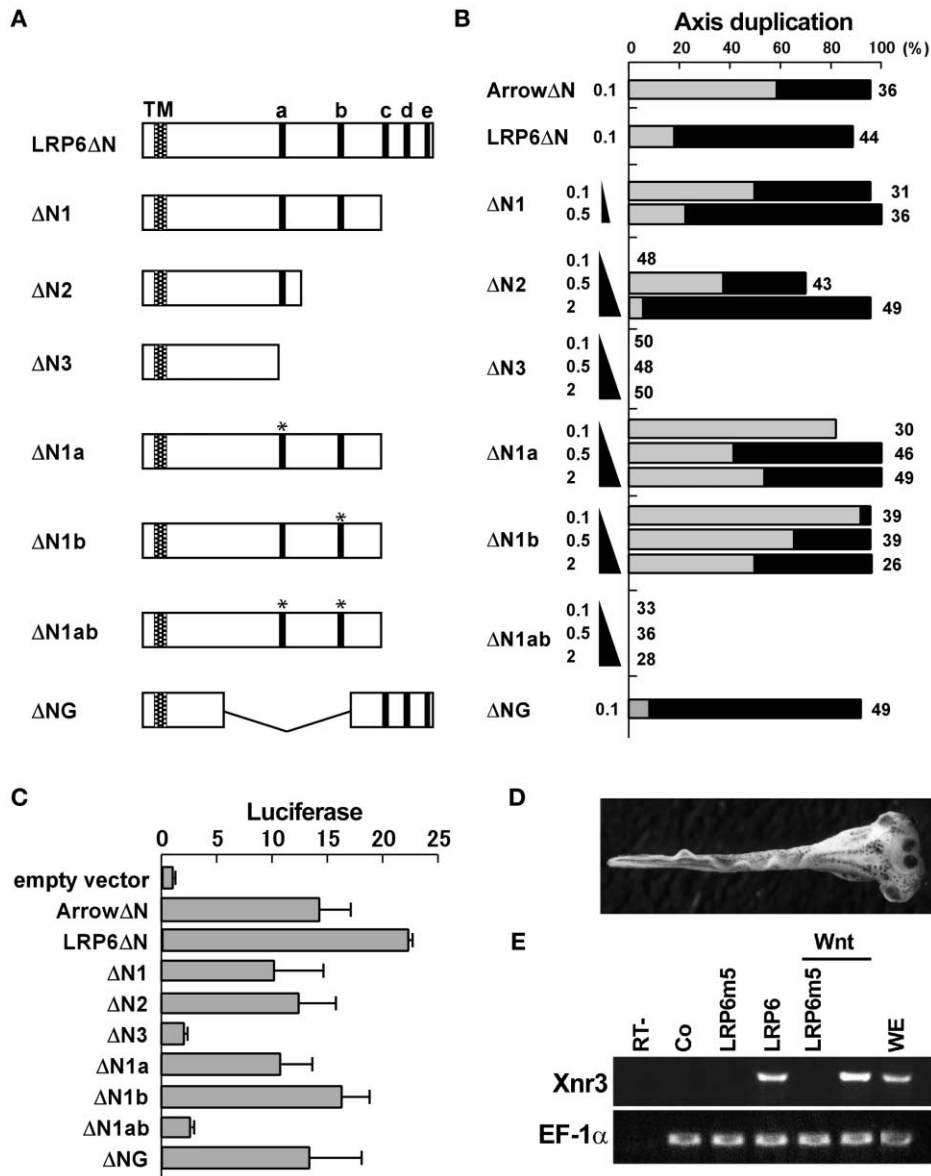 A
TM a b c d e
LRP6ΔN
ΔN1
ΔN2
ΔN3
*
ΔN1a
*
ΔN1b
* *
ΔN1ab
ΔNG
B
Axis duplication
0 20 40 60 80 100 (%)
ArrowΔN 0.1 36
LRP6ΔN 0.1 44
ΔN1
0.1 31
0.5 36
ΔN2
0.1 48
0.5 43
2 49
ΔN3
0.1 50
0.5 48
2 50
ΔN1a
0.1 30
0.5 46
2 49
ΔN1b
0.1 39
0.5 39
2 26
ΔN1ab
0.1 33
0.5 36
2 28
ΔNG 0.1 49
C
Luciferase
0 5 10 15 20 25
empty vector
ArrowΔN
LRP6ΔN
ΔN1
ΔN2
ΔN3
ΔN1a
ΔN1b
ΔN1ab
ΔNG
D
E
Wnt
RT- Co LRP6m5 LRP6 LRP6m5 WE
Xnr3
EF-1α